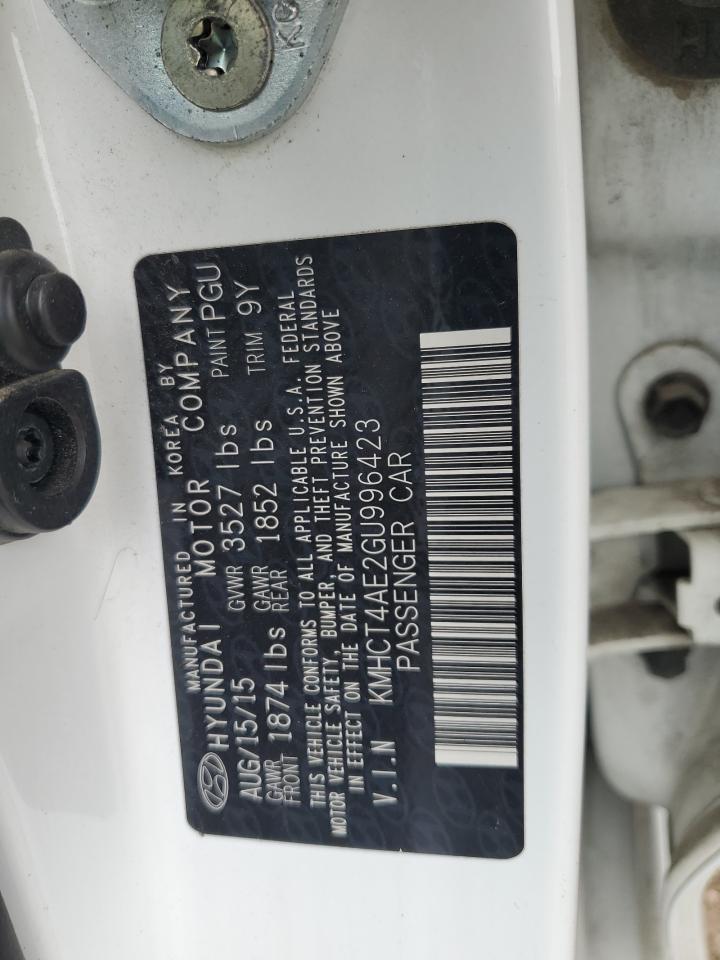 MANUFACTURED IN KOREA BY
HYUNDAI MOTOR COMPANY
AUG/15/15 GVWR 3527 lbs PAINT PGU
GAWR FRONT 1874 lbs GAWR REAR 1852 lbs TRIM 9Y
THIS VEHICLE CONFORMS TO ALL APPLICABLE U.S.A. FEDERAL
MOTOR VEHICLE SAFETY, BUMPER, AND THEFT PREVENTION STANDARDS
IN EFFECT ON THE DATE OF MANUFACTURE SHOWN ABOVE
V.I.N KMHCT4AE2GU996423
PASSENGER CAR